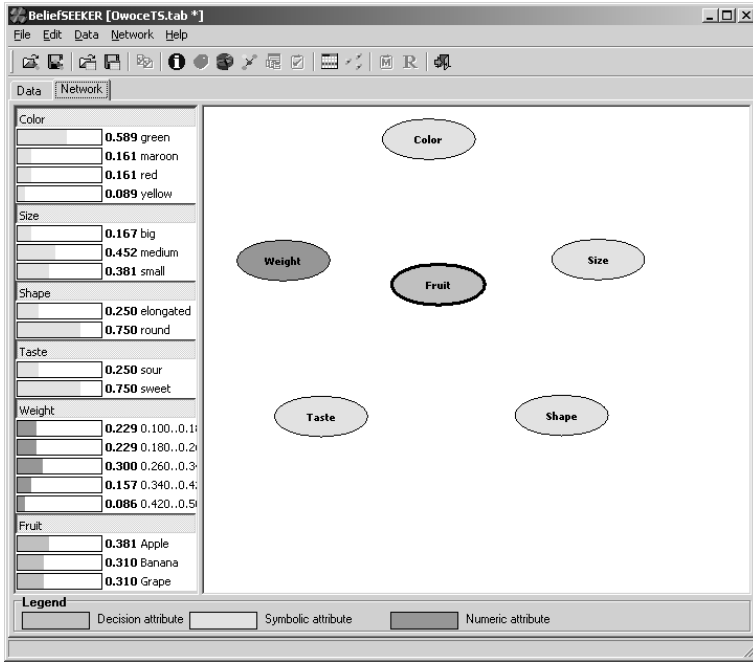 BeliefSEEKER [OwoceTS.tab *]
File Edit Data Network Help
M R
Data Network
Color
0.589 green
0.161 maroon
0.161 red
0.089 yellow
Size
0.167 big
0.452 medium
0.381 small
Shape
0.250 elongated
0.750 round
Taste
0.250 sour
0.750 sweet
Weight
0.229 0.100..0.18
0.229 0.180..0.20
0.300 0.260..0.34
0.157 0.340..0.42
0.086 0.420..0.50
Fruit
0.381 Apple
0.310 Banana
0.310 Grape
Color
Weight
Size
Fruit
Taste
Shape
Legend
Decision attribute Symbolic attribute Numeric attribute